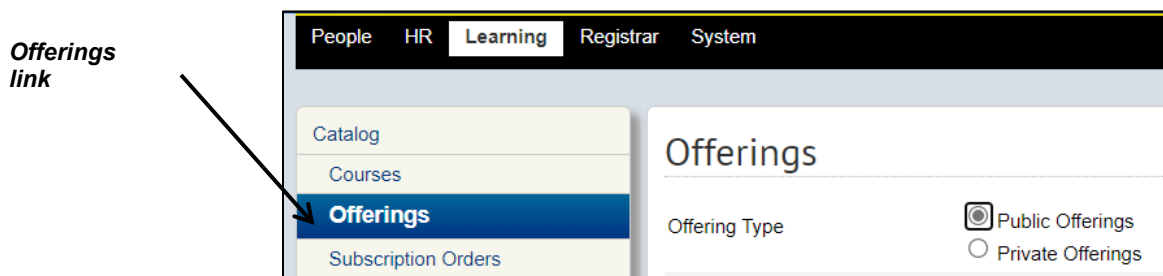 Offerings
link
People HR Learning Registrar System
Catalog
Courses
Offerings
Subscription Orders
Offerings
Offering Type
Public Offerings
Private Offerings